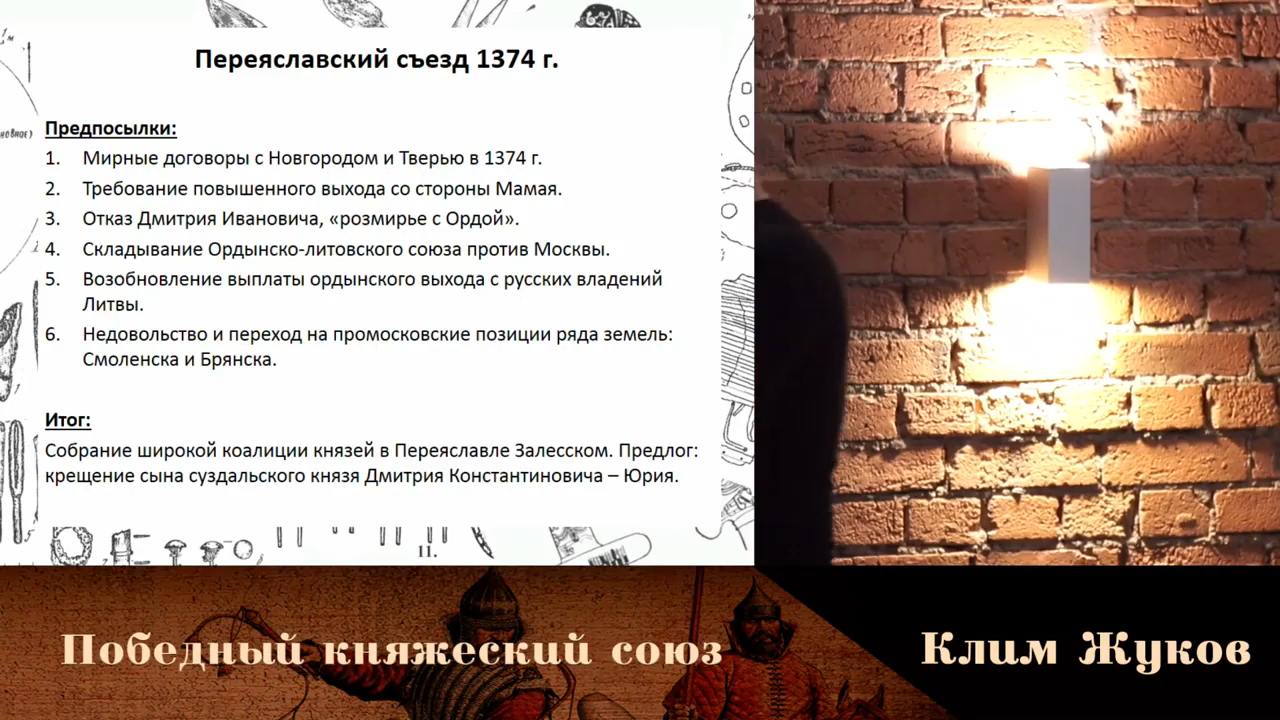 Переяславский съезд 1374 г.
Предпосылки:
1. Мирные договоры с Новгородом и Тверью в 1374 г.
2. Требование повышенного выхода со стороны Мамая.
3. Отказ Дмитрия Ивановича, «розмирье с Ордой».
4. Складывание Ордынско-литовского союза против Москвы.
5. Возобновление выплаты ордынского выхода с русских владений
Литвы.
6. Недовольство и переход на промосковские позиции ряда земель:
Смоленска и Брянска.
Итог:
Собрание широкой коалиции князей в Переяславле Залесском. Предлог:
крещение сына суздальского князя Дмитрия Константиновича – Юрия.
11.
Победный княжеский союз
Клим Жуков